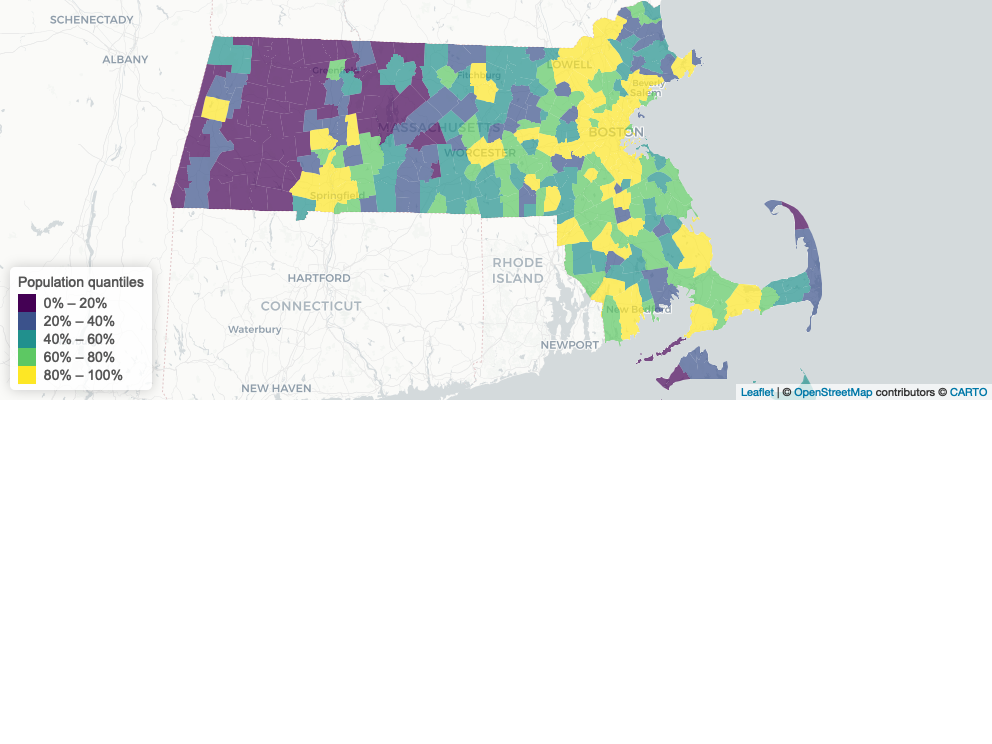 SCHENECTADY
ALBANY
Greenfield
Fitchburg
LOWELL
Beverly
Salem
MASSACHUSETTS
BOSTON
WORCESTER
Springfield
RHODE
ISLAND
HARTFORD
CONNECTICUT
New Bedford
Waterbury
NEWPORT
NEW HAVEN
Population quantiles
0% – 20%
20% – 40%
40% – 60%
60% – 80%
80% – 100%
Leaflet | © OpenStreetMap contributors © CARTO